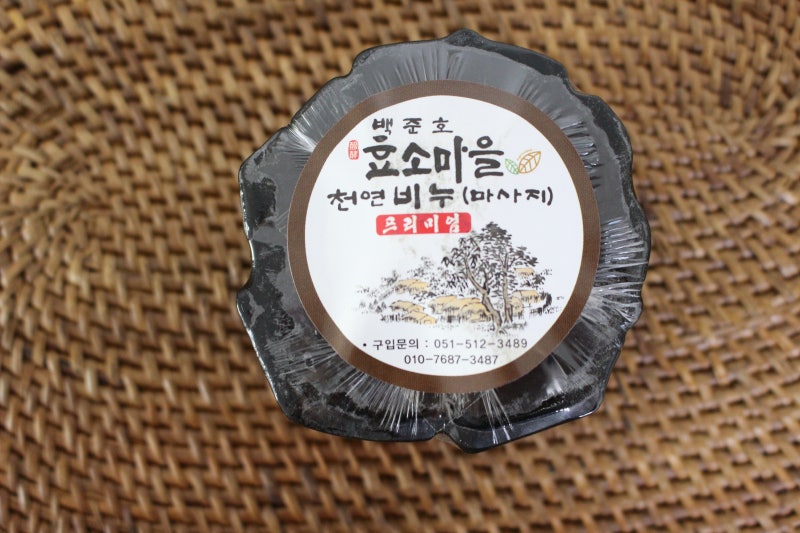 백준호
효소마을
천연 비누 (마사지)
프리미엄
• 구입문의 : 051-512-3489
010-7687-3487